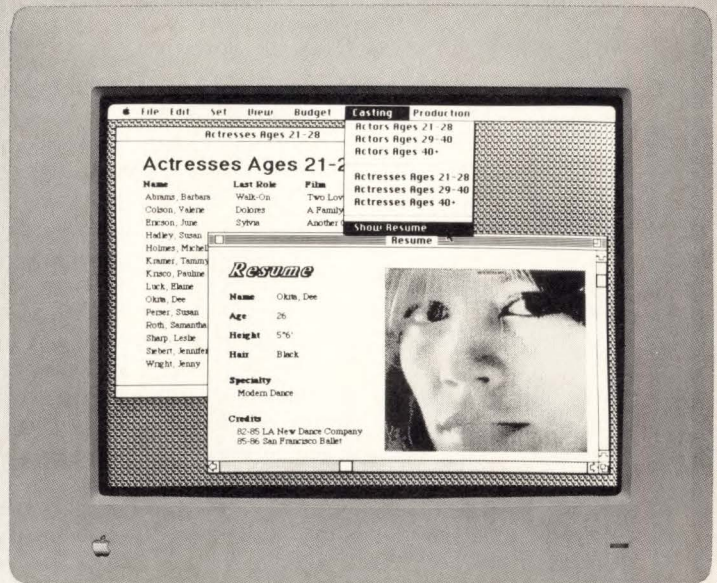 File Edit Set View Budget Casting Production
Actresses Ages 21-28
Actors Ages 21-28
Actors Ages 29-40
Actors Ages 40+
Actresses Ages 21-28
Actresses Ages 29-40
Actresses Ages 40+
Show Resume
Actresses Ages 21-2
Name Last Role Film
Abrams, Barbara Walk-On Two Lov
Colson, Valerie Dolores A Family
Ericson, June Sylvia Another
Hadley, Susan
Holmes, Michel
Kramer, Tammy
Krisco, Pauline
Luck, Elaine
Okita, Dee
Perser, Susan
Roth, Samantha
Sharp, Leslie
Siebert, Jennifer
Wright, Jenny
Resume
Resume
Name Okita, Dee
Age 26
Height 5'6'
Hair Black
Specialty
Modern Dance
Credits
82-85 LA New Dance Company
85-86 San Francisco Ballet